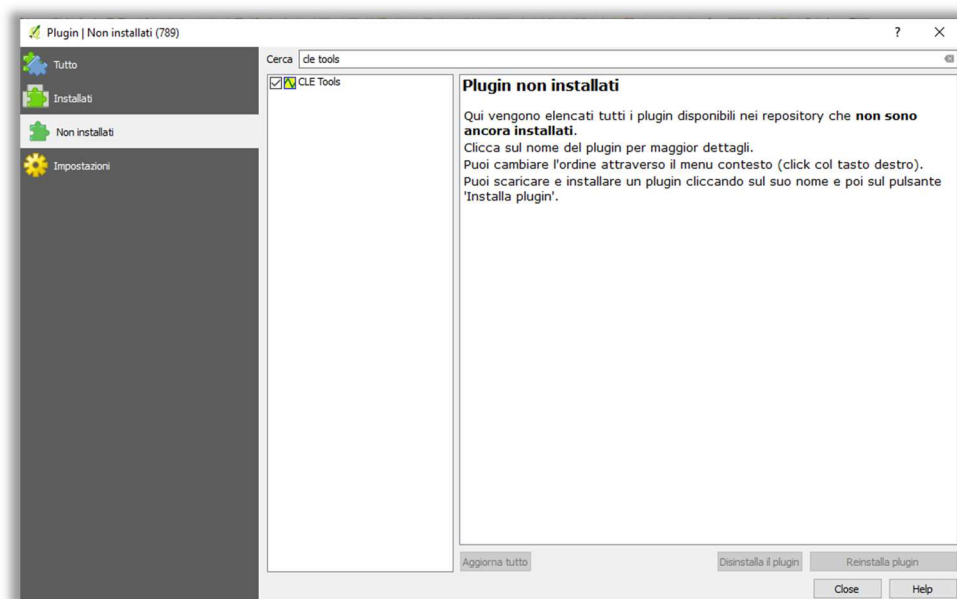 Plugin | Non installati (789)
?
Tutto
Installati
Non installati
Impostazioni
Cerca
cle tools
CLE Tools
Plugin non installati
Qui vengono elencati tutti i plugin disponibili nei repository che non sono
ancora installati.
Clicca sul nome del plugin per maggior dettagli.
Puoi cambiare l'ordine attraverso il menu contesto (click col tasto destro).
Puoi scaricare e installare un plugin cliccando sul suo nome e poi sul pulsante
'Installa plugin'.
Aggiorna tutto
Disinstalla il plugin
Reinstalla plugin
Close
Help